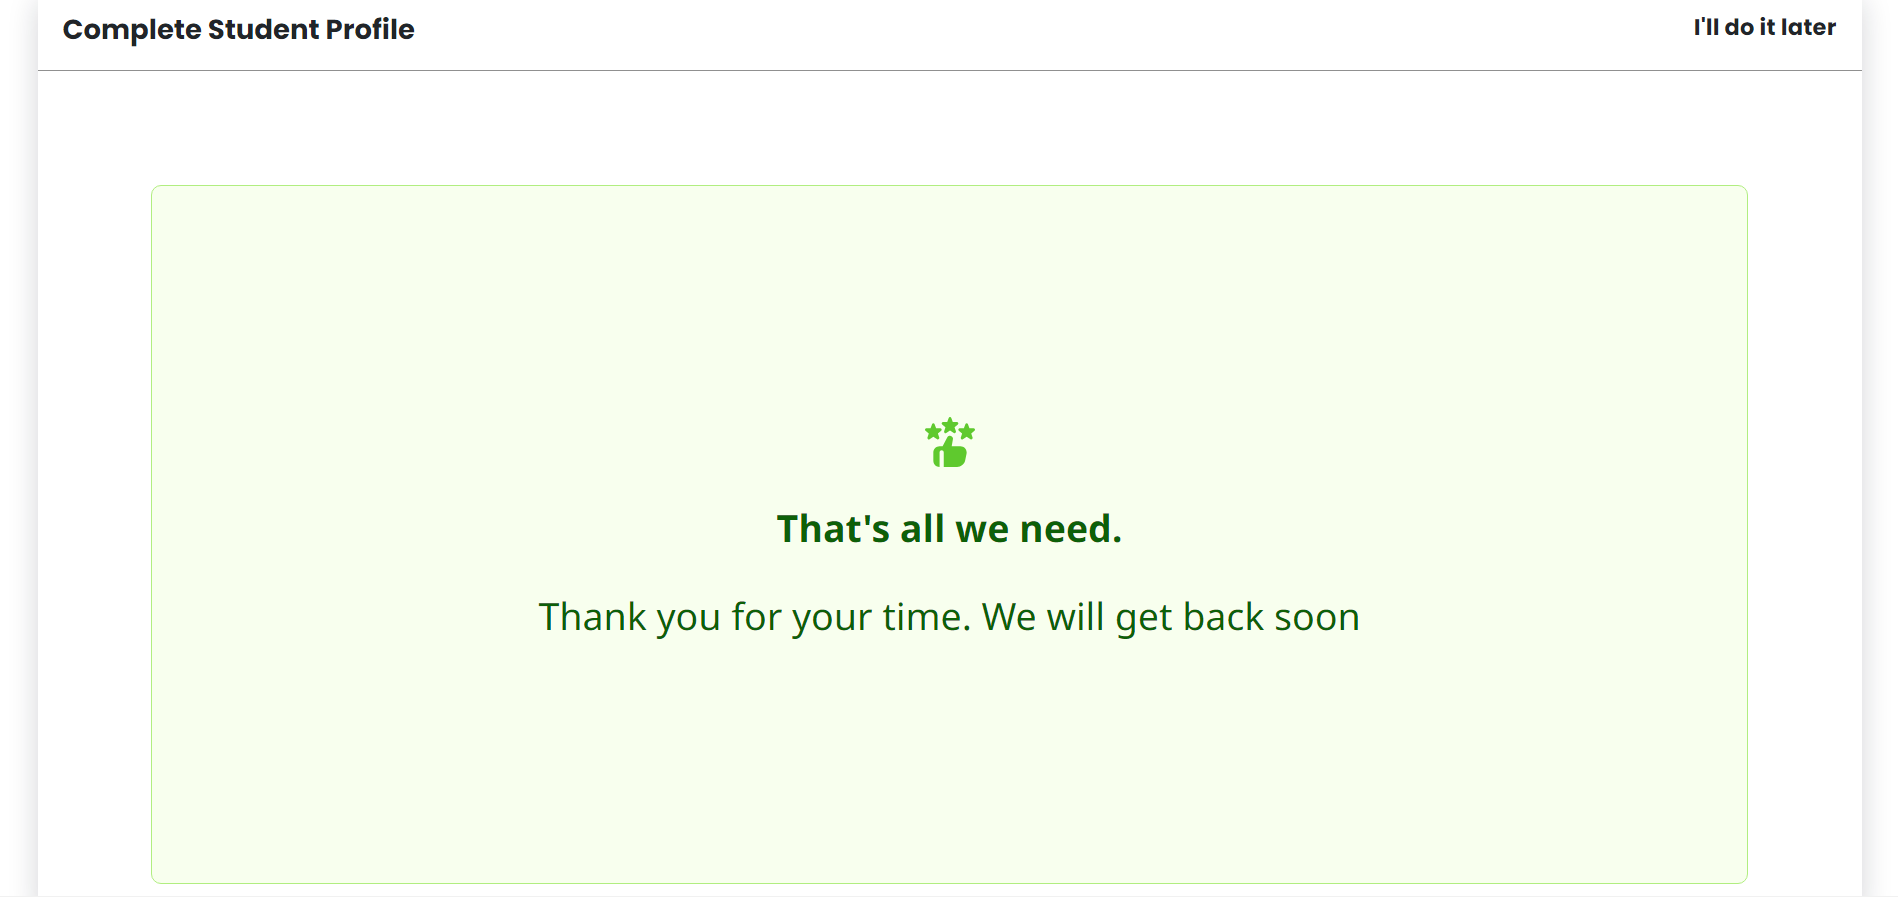 Complete Student Profile
I'll do it later
That's all we need.
Thank you for your time. We will get back soon